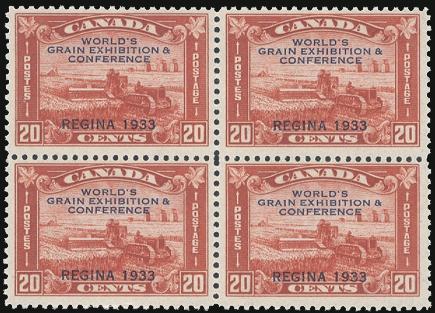 CANADA
WORLD'S
GRAIN EXHIBITION &
CONFERENCE
POSTES
POSTAGE
REGINA 1933
20 CENTS 20
CANADA
WORLD'S
GRAIN EXHIBITION &
CONFERENCE
POSTES
POSTAGE
REGINA 1933
20 CENTS 20
CANADA
WORLD'S
GRAIN EXHIBITION &
CONFERENCE
POSTES
POSTAGE
REGINA 1933
20 CENTS 20
CANADA
WORLD'S
GRAIN EXHIBITION &
CONFERENCE
POSTES
POSTAGE
REGINA 1933
20 CENTS 20